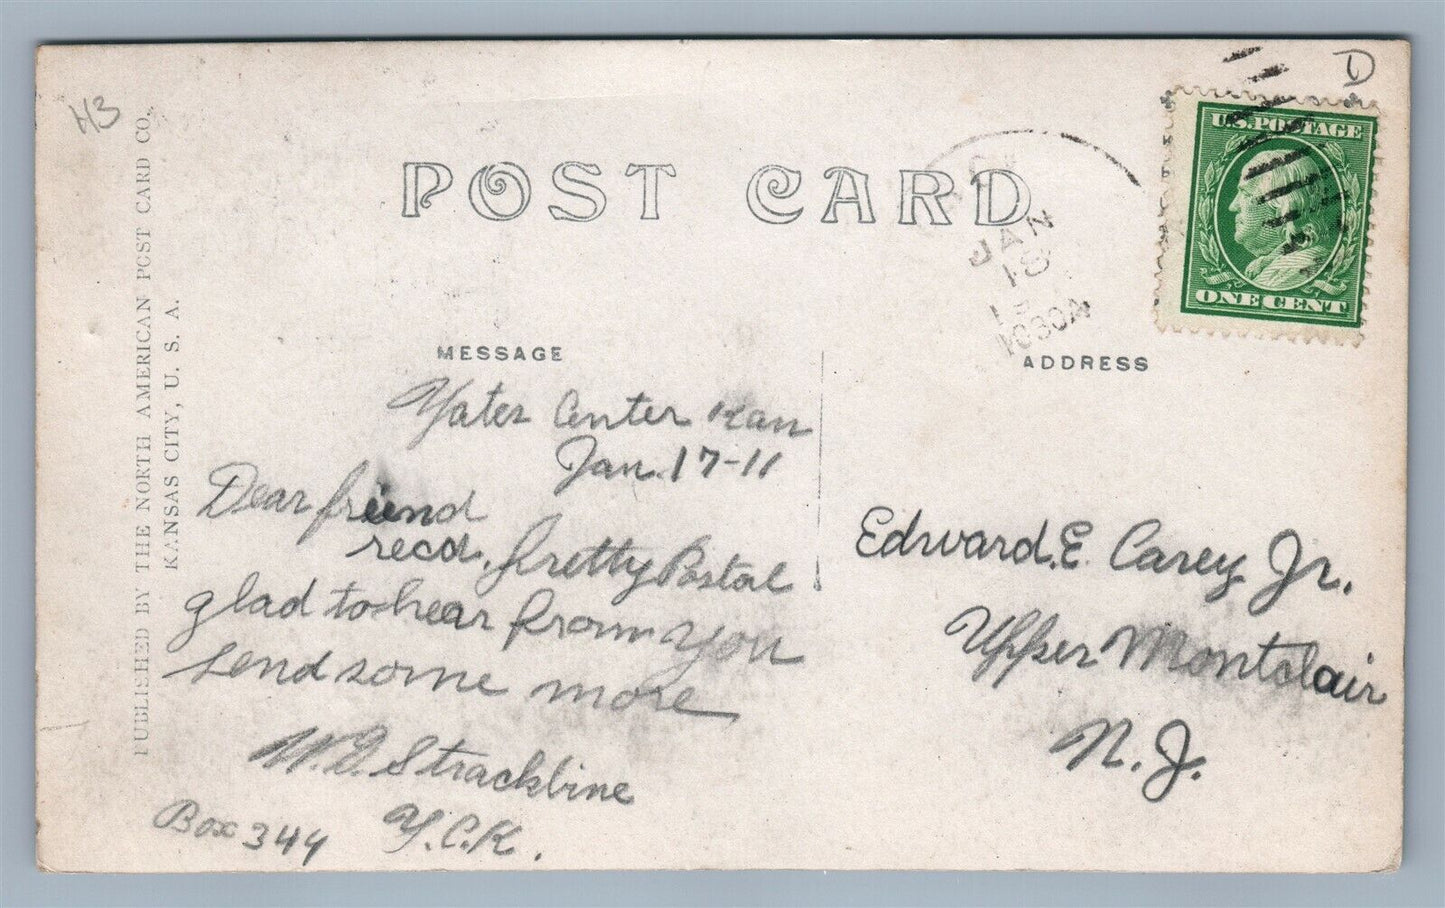 H3
D
PUBLISHED BY THE NORTH AMERICAN POST CARD CO.,
KANSAS CITY, U. S. A.
POST CARD
JAN
18
1030A
U.S. POSTAGE
ONE CENT
MESSAGE
Yates Center Kan
Jan. 17-11
Dear friend
recd. pretty Postal
glad to hear from you
send some more
W. G. Strackbine
Box 344 Y.C.K.
ADDRESS
Edward. E. Carey Jr.
Upper Montclair
N. J.